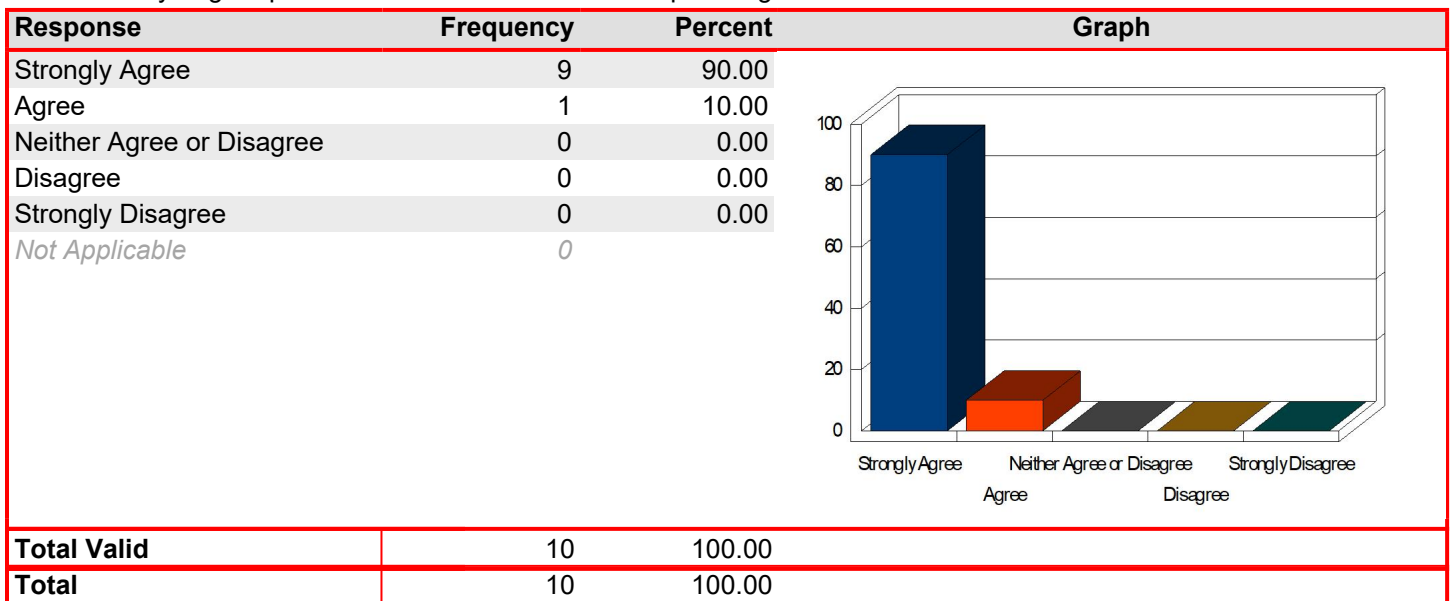 Response Frequency Percent Graph
Strongly Agree 9 90.00
Agree 1 10.00
Neither Agree or Disagree 0 0.00
Disagree 0 0.00
Strongly Disagree 0 0.00
Not Applicable 0
100
80
60
40
20
0
Strongly Agree Neither Agree or Disagree Strongly Disagree
Agree Disagree
Total Valid 10 100.00
Total 10 100.00